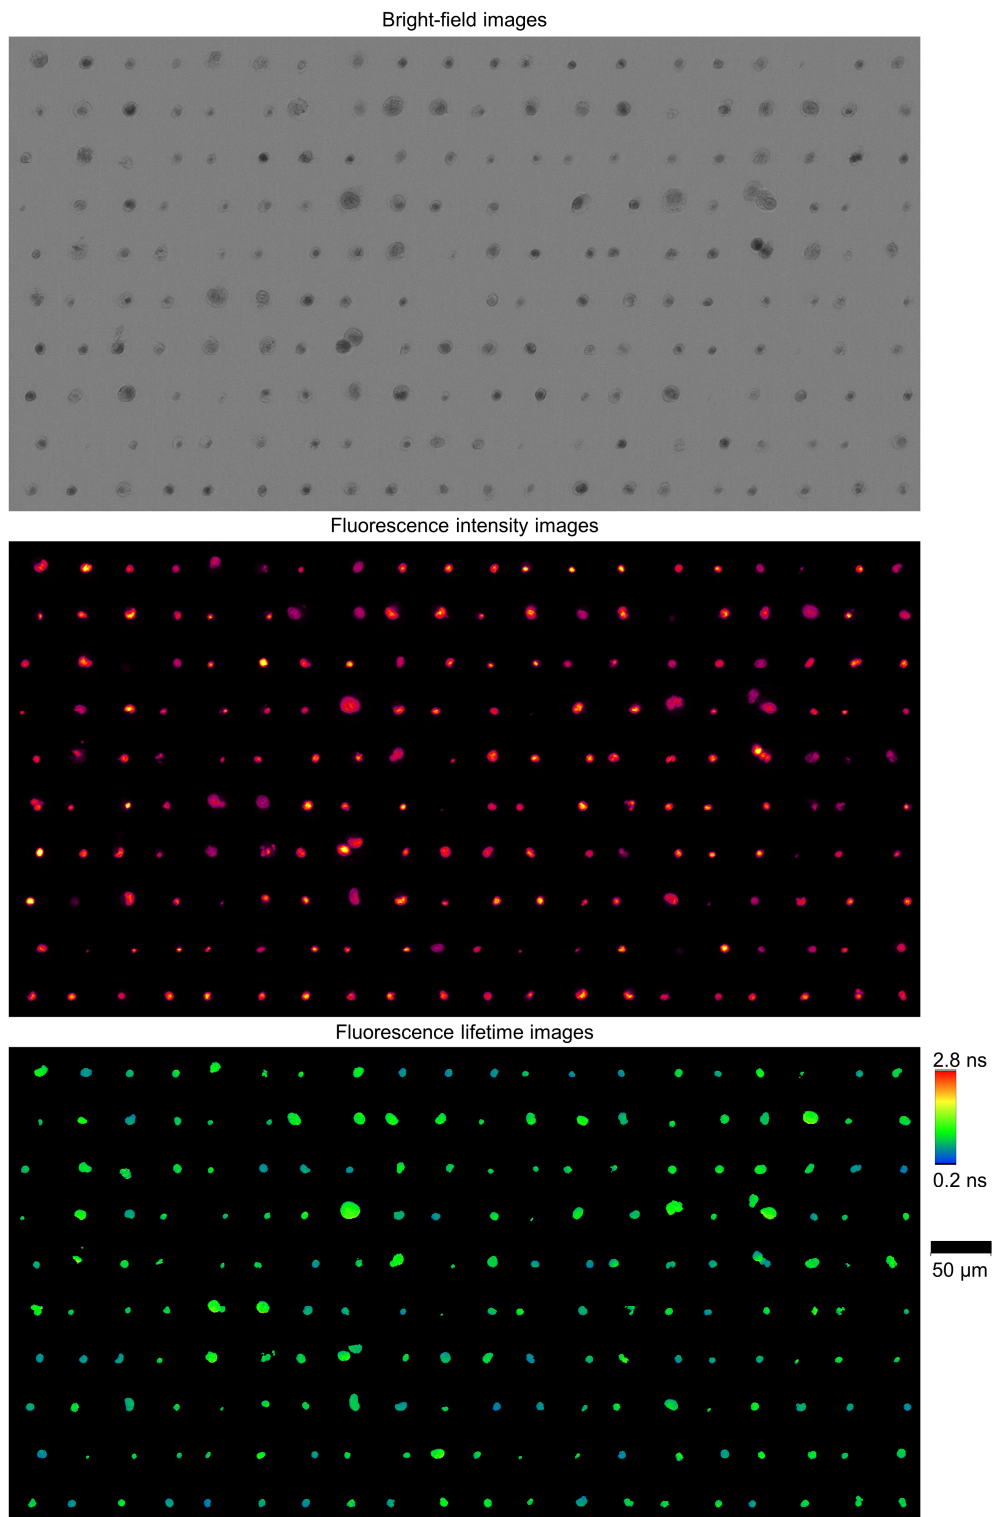 Bright-field images
Fluorescence intensity images
Fluorescence lifetime images
2.8 ns
0.2 ns
50 μm